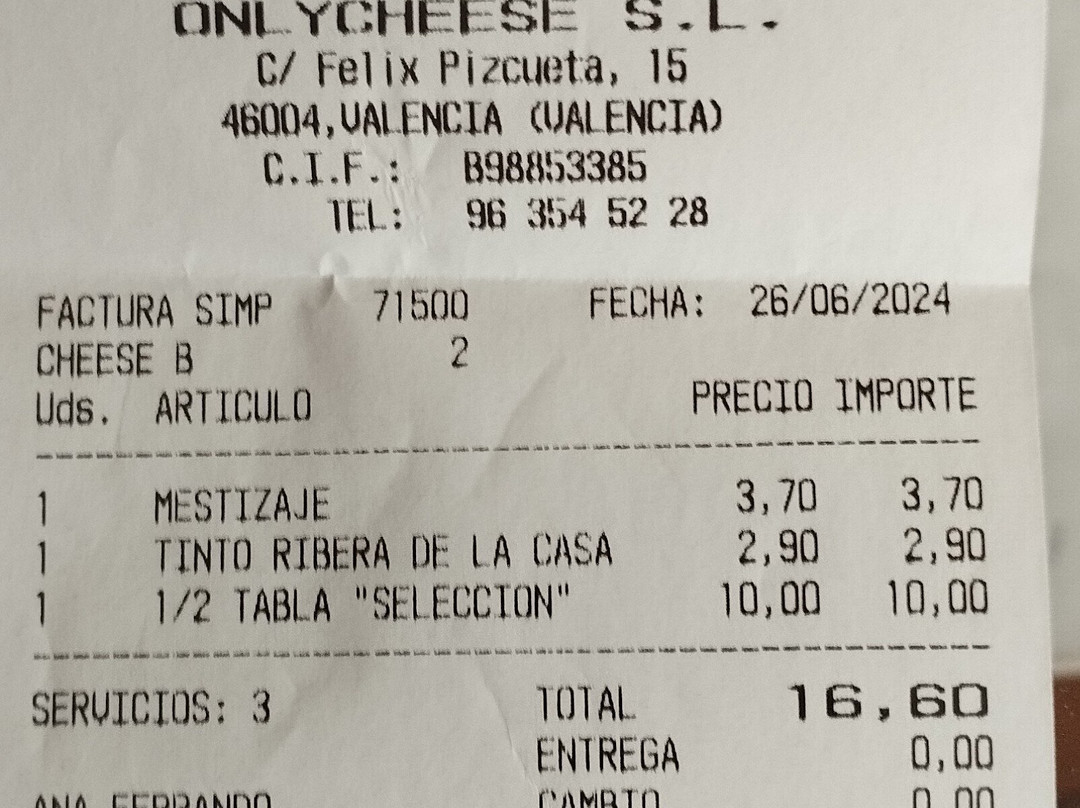 ONLYCHEESE S.L.
C/ Felix Pizcueta, 15
46004,VALENCIA (VALENCIA)
C.I.F.: B98853385
TEL: 96 354 52 28
FACTURA SIMP 71500 FECHA: 26/06/2024
CHEESE B 2
Uds. ARTICULO PRECIO IMPORTE
1 MESTIZAJE 3,70 3,70
1 TINTO RIBERA DE LA CASA 2,90 2,90
1 1/2 TABLA "SELECCION" 10,00 10,00
SERVICIOS: 3 TOTAL 16,60
ENTREGA 0,00
ANA FERRANDO CAMBIO 0,00